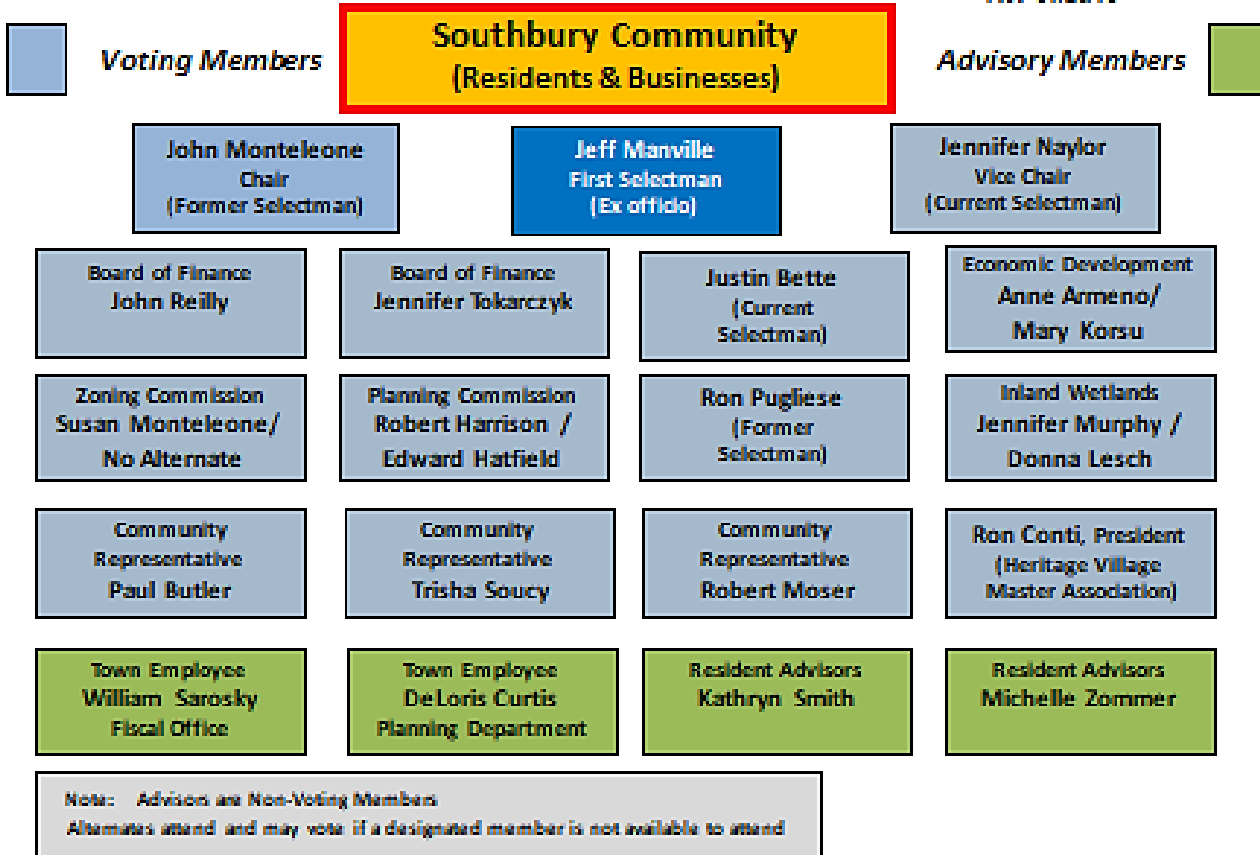 Voting Members
Southbury Community
(Residents & Businesses)
Advisory Members
John Monteleone
Chair
(Former Selectman)
Jeff Manville
First Selectman
(Ex officio)
Jennifer Naylor
Vice Chair
(Current Selectman)
Board of Finance
John Reilly
Board of Finance
Jennifer Tokarczyk
Justin Bette
(Current
Selectman)
Economic Development
Anne Armeno/
Mary Korsu
Zoning Commission
Susan Monteleone/
No Alternate
Planning Commission
Robert Harrison /
Edward Hatfield
Ron Pugliese
(Former
Selectman)
Inland Wetlands
Jennifer Murphy /
Donna Lesch
Community
Representative
Paul Butler
Community
Representative
Trisha Soucy
Community
Representative
Robert Moser
Ron Conti, President
(Heritage Village
Master Association)
Town Employee
William Sarosky
Fiscal Office
Town Employee
DeLoris Curtis
Planning Department
Resident Advisors
Kathryn Smith
Resident Advisors
Michelle Zommer
Note: Advisors are Non-Voting Members
Alternates attend and may vote if a designated member is not available to attend